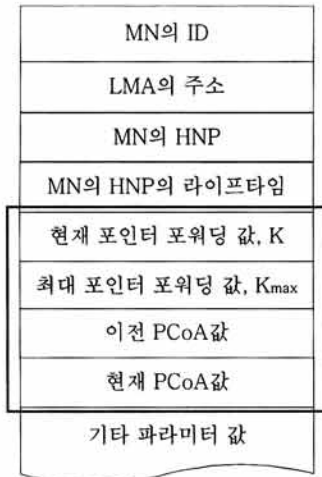 MN의 ID
LMA의 주소
MN의 HNP
MN의 HNP의 라이프타임
현재 포인터 포워딩 값, K
최대 포인터 포워딩 값, Kmax
이전 PCoA값
현재 PCoA값
기타 파라미터 값